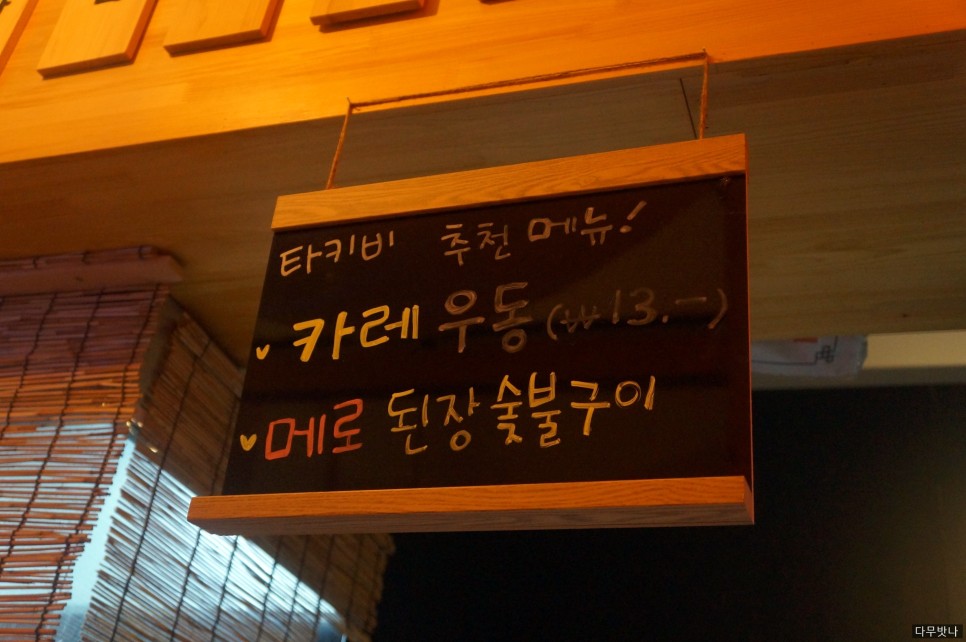 타키비 추천 메뉴!
카레 우동 (₩13.-)
메로 된장 숯불구이
다무밧나